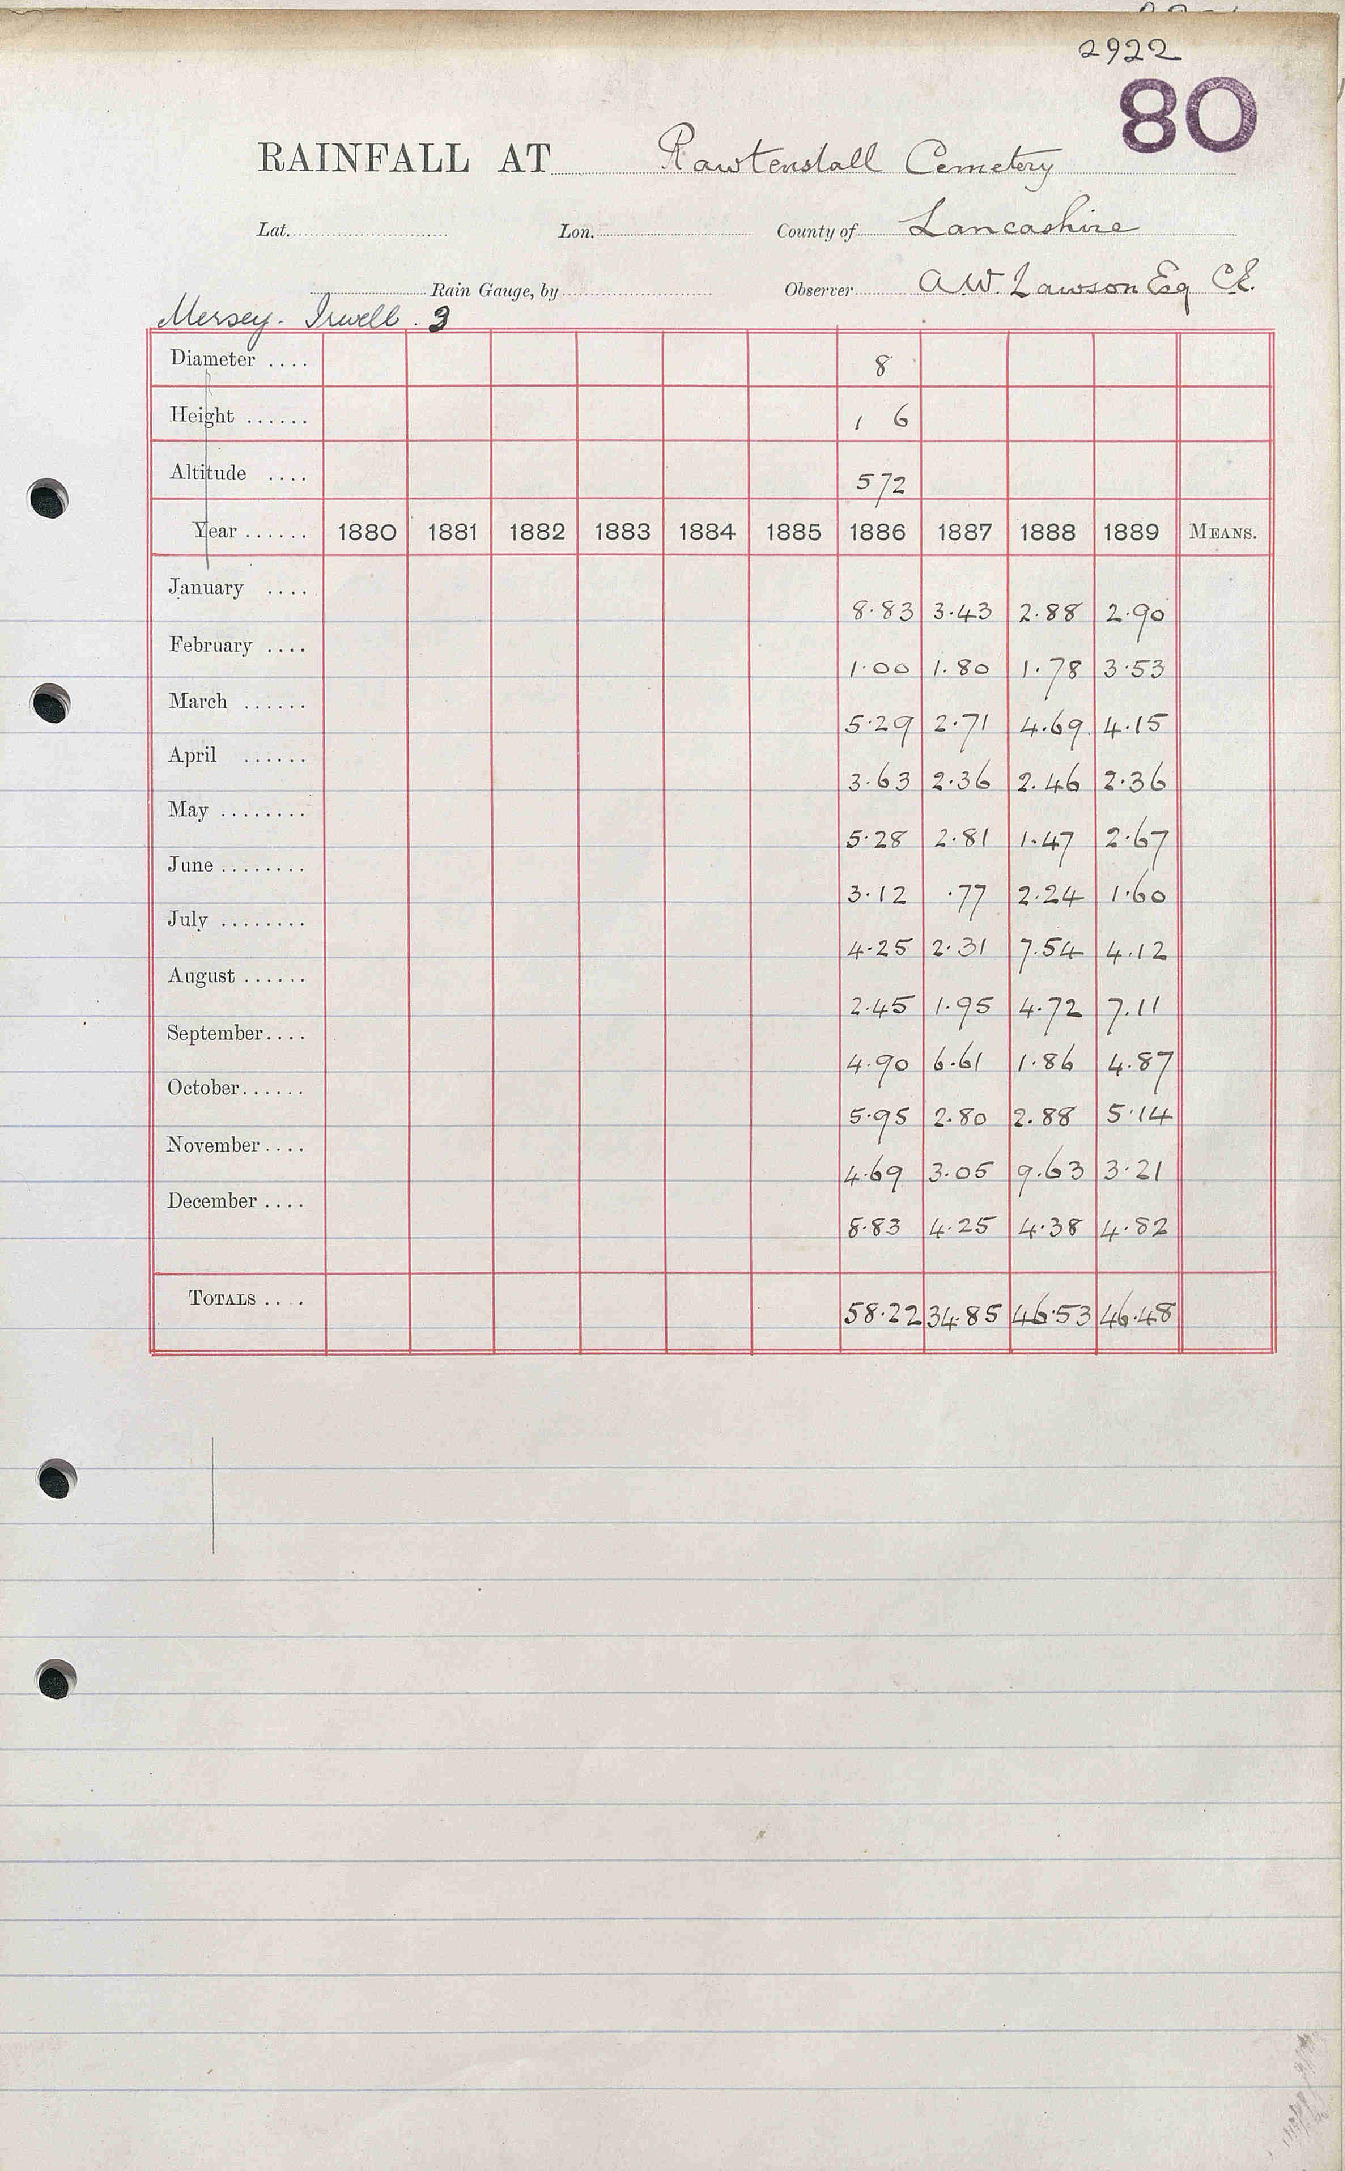 2922
80
RAINFALL AT Rawtenstall Cemetery
Lat. Lon. County of Lancashire
Rain Gauge, by Observer A.W. Lawson Esq C.E.
Mersey. Irwell. 3
Diameter .... 8
Height ...... 1 6
Altitude .... 572
Year ...... 1880 1881 1882 1883 1884 1885 1886 1887 1888 1889 MEANS.
January .... 8.83 3.43 2.88 2.90
February .... 1.00 1.80 1.78 3.53
March ...... 5.29 2.71 4.69 4.15
April ...... 3.63 2.36 2.46 2.36
May ........ 5.28 2.81 1.47 2.67
June ........ 3.12 .77 2.24 1.60
July ........ 4.25 2.31 7.54 4.12
August ...... 2.45 1.95 4.72 7.11
September.... 4.90 6.61 1.86 4.87
October...... 5.95 2.80 2.88 5.14
November.... 4.69 3.05 9.63 3.21
December .... 8.83 4.25 4.38 4.82
TOTALS .... 58.22 34.85 46.53 46.48